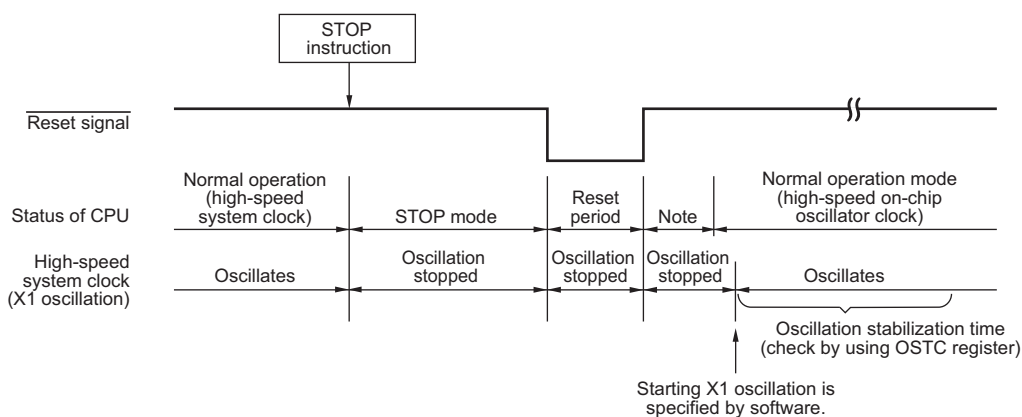 STOP
instruction
Reset signal
Normal operation
(high-speed
system clock)
Status of CPU
STOP mode
Reset
period
Note
Normal operation mode
(high-speed on-chip
oscillator clock)
High-speed
system clock
(X1 oscillation)
Oscillates
Oscillation
stopped
Oscillation
stopped
Oscillation
stopped
Oscillates
Oscillation stabilization time
(check by using OSTC register)
Starting X1 oscillation is
specified by software.